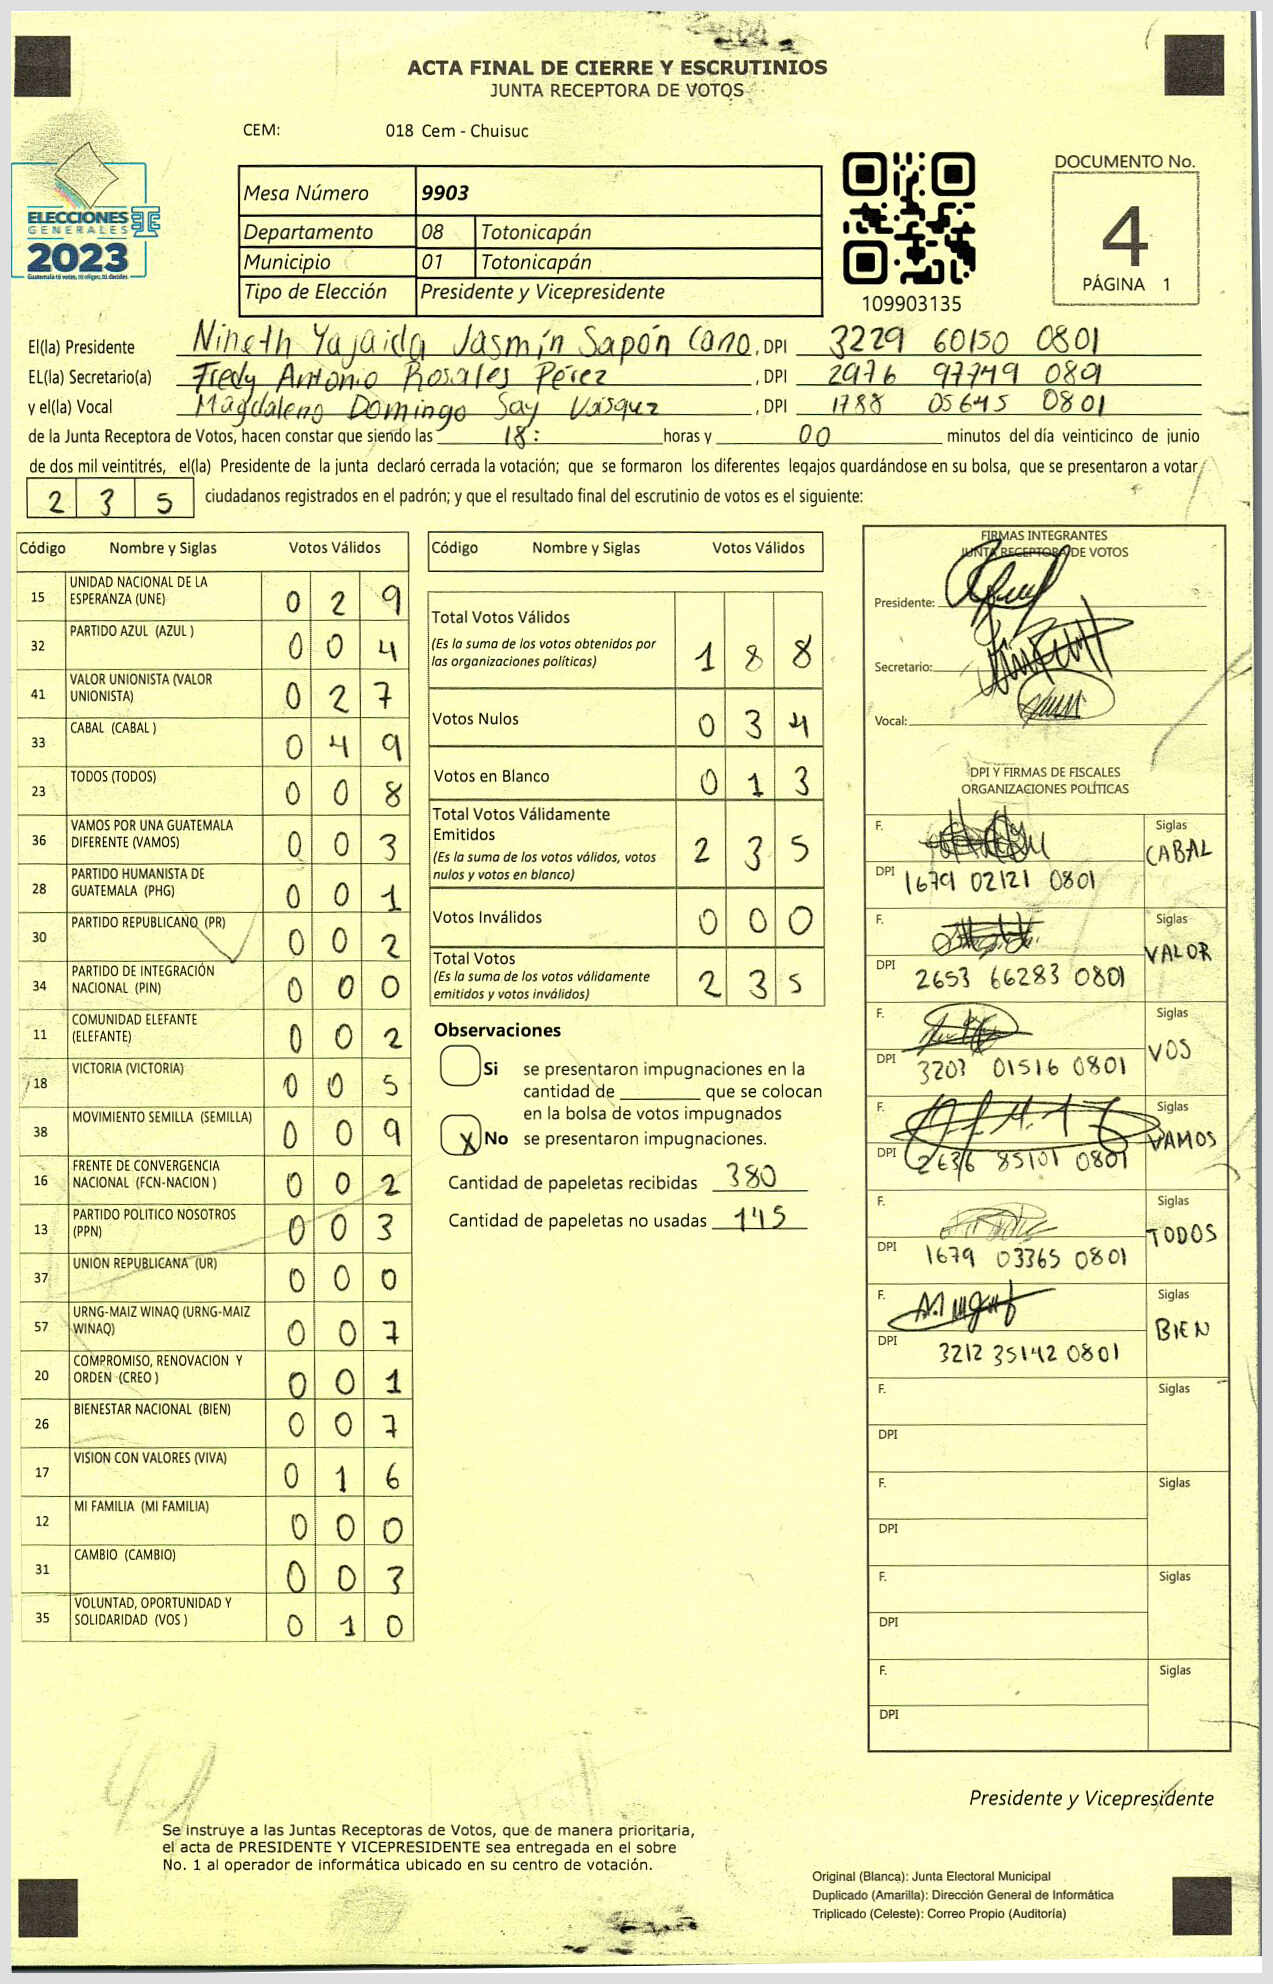 ACTA FINAL DE CIERRE Y ESCRUTINIOS
JUNTA RECEPTORA DE VOTOS
CEM: 018 Cem - Chuisuc
ELECCIONES
GENERALES
2023
Guatemala tú votas, tú eliges, tú decides
Mesa Número 9903
Departamento 08 Totonicapán
Municipio 01 Totonicapán
Tipo de Elección Presidente y Vicepresidente
109903135
DOCUMENTO No.
4
PÁGINA 1
El(la) Presidente Nineth Yajaida Jasmín Sapón Cano, DPI 3229 60150 0801
EL(la) Secretario(a) Fredy Antonio Rosales Pérez, DPI 2976 97749 0801
y el(la) Vocal Magdaleno Domingo Say Vásquez, DPI 1788 05645 0801
de la Junta Receptora de Votos, hacen constar que siendo las 18: horas y 00 minutos del día veinticinco de junio
de dos mil veintitrés, el(la) Presidente de la junta declaró cerrada la votación; que se formaron los diferentes legajos guardándose en su bolsa, que se presentaron a votar
2 3 5 ciudadanos registrados en el padrón; y que el resultado final del escrutinio de votos es el siguiente:
Código Nombre y Siglas Votos Válidos
15 UNIDAD NACIONAL DE LA ESPERANZA (UNE) 0 2 9
32 PARTIDO AZUL (AZUL ) 0 0 4
41 VALOR UNIONISTA (VALOR UNIONISTA) 0 2 7
33 CABAL (CABAL ) 0 4 9
23 TODOS (TODOS) 0 0 8
36 VAMOS POR UNA GUATEMALA DIFERENTE (VAMOS) 0 0 3
28 PARTIDO HUMANISTA DE GUATEMALA (PHG) 0 0 1
30 PARTIDO REPUBLICANO (PR) 0 0 2
34 PARTIDO DE INTEGRACIÓN NACIONAL (PIN) 0 0 0
11 COMUNIDAD ELEFANTE (ELEFANTE) 0 0 2
18 VICTORIA (VICTORIA) 0 0 5
38 MOVIMIENTO SEMILLA (SEMILLA) 0 0 9
16 FRENTE DE CONVERGENCIA NACIONAL (FCN-NACION ) 0 0 2
13 PARTIDO POLITICO NOSOTROS (PPN) 0 0 3
37 UNION REPUBLICANA (UR) 0 0 0
57 URNG-MAIZ WINAQ (URNG-MAIZ WINAQ) 0 0 7
20 COMPROMISO, RENOVACION Y ORDEN (CREO ) 0 0 1
26 BIENESTAR NACIONAL (BIEN) 0 0 7
17 VISION CON VALORES (VIVA) 0 1 6
12 MI FAMILIA (MI FAMILIA) 0 0 0
31 CAMBIO (CAMBIO) 0 0 3
35 VOLUNTAD, OPORTUNIDAD Y SOLIDARIDAD (VOS ) 0 1 0
Código Nombre y Siglas Votos Válidos
Total Votos Válidos
(Es la suma de los votos obtenidos por
las organizaciones políticas) 1 8 8
Votos Nulos 0 3 4
Votos en Blanco 0 1 3
Total Votos Válidamente
Emitidos
(Es la suma de los votos válidos, votos
nulos y votos en blanco) 2 3 5
Votos Inválidos 0 0 0
Total Votos
(Es la suma de los votos válidamente
emitidos y votos inválidos) 2 3 5
Observaciones
Si se presentaron impugnaciones en la
cantidad de ________ que se colocan
en la bolsa de votos impugnados
X No se presentaron impugnaciones.
Cantidad de papeletas recibidas 380
Cantidad de papeletas no usadas 145
FIRMAS INTEGRANTES
JUNTA RECEPTORA DE VOTOS
Presidente:
Secretario:
Vocal:
DPI Y FIRMAS DE FISCALES
ORGANIZACIONES POLÍTICAS
F. Siglas CABAL
DPI 1679 02121 0801
F. Siglas VALOR
DPI 2653 66283 0801
F. Siglas VOS
DPI 3203 01516 0801
F. Siglas VAMOS
DPI 2636 85101 0801
F. Siglas TODOS
DPI 1679 03365 0801
F. Siglas BIEN
DPI 3212 35142 0801
F. Siglas
DPI
F. Siglas
DPI
F. Siglas
DPI
F. Siglas
DPI
Presidente y Vicepresidente
Se instruye a las Juntas Receptoras de Votos, que de manera prioritaria,
el acta de PRESIDENTE Y VICEPRESIDENTE sea entregada en el sobre
No. 1 al operador de informática ubicado en su centro de votación.
Original (Blanca): Junta Electoral Municipal
Duplicado (Amarilla): Dirección General de Informática
Triplicado (Celeste): Correo Propio (Auditoría)